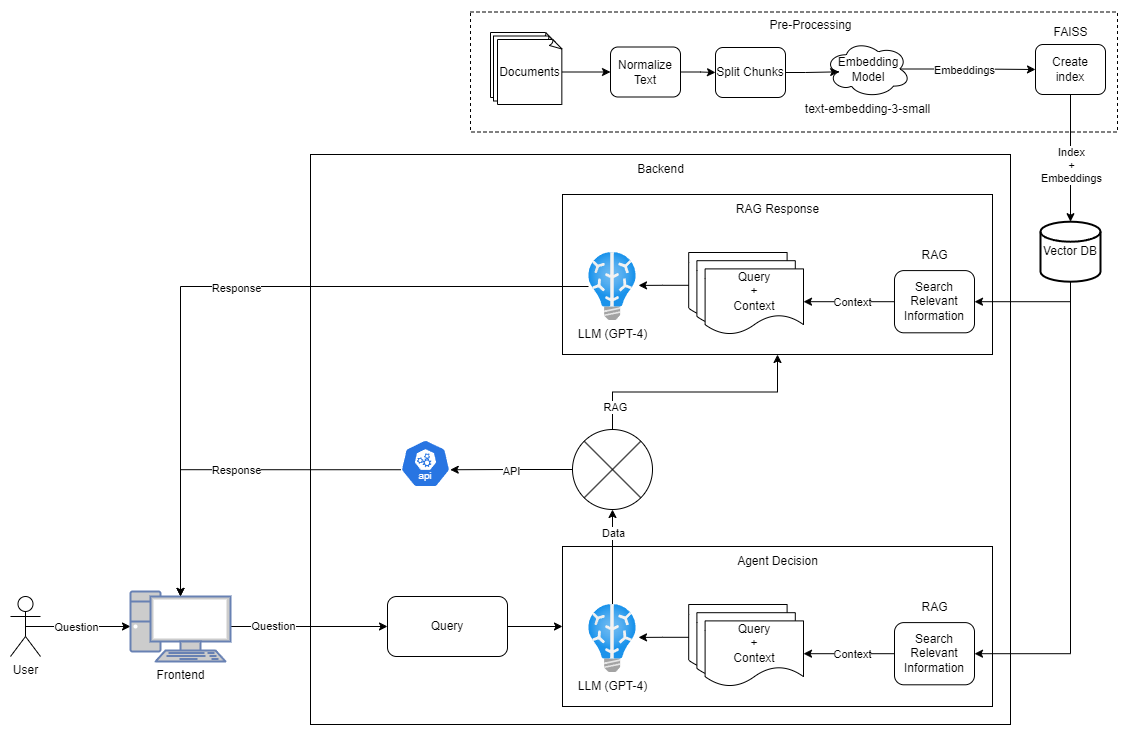 Pre-Processing
FAISS
Documents
Normalize
Text
Split Chunks
Embedding
Model
Embeddings
Create
index
text-embedding-3-small
Index
+
Embeddings
Vector DB
Backend
RAG Response
RAG
Query
+
Context
Context
Search
Relevant
Information
LLM (GPT-4)
Response
RAG
Response
api
API
Data
Agent Decision
RAG
User
Question
Frontend
Question
Query
LLM (GPT-4)
Query
+
Context
Context
Search
Relevant
Information